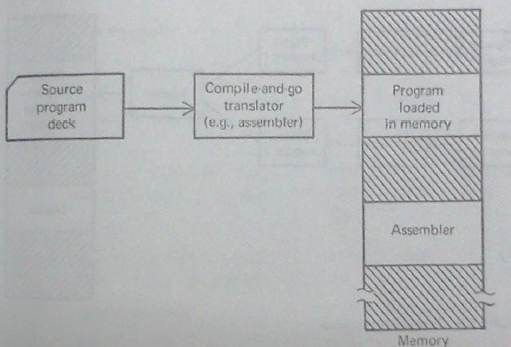 Source
program
deck
Compile-and-go
translator
(e.g., assembler)
Program
loaded
in memory
Assembler
Memory